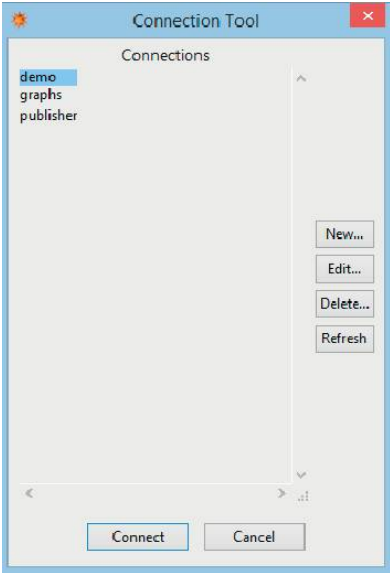 Connection Tool
Connections
demo
graphs
publisher
New...
Edit...
Delete...
Refresh
Connect
Cancel